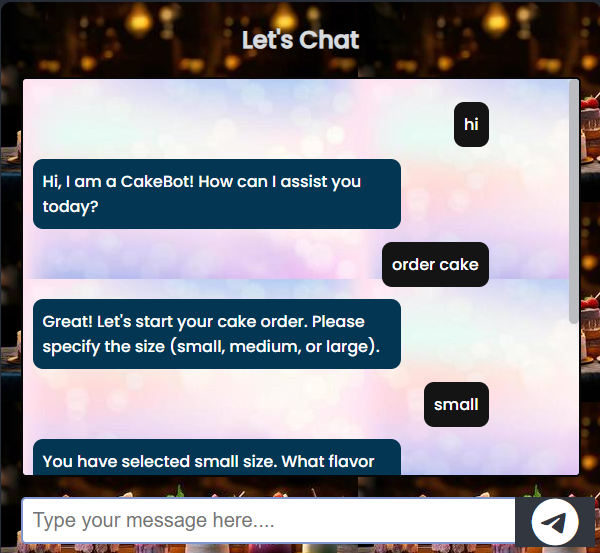 Let's Chat
hi
Hi, I am a CakeBot! How can I assist you
today?
order cake
Great! Let's start your cake order. Please
specify the size (small, medium, or large).
small
You have selected small size. What flavor
Type your message here....